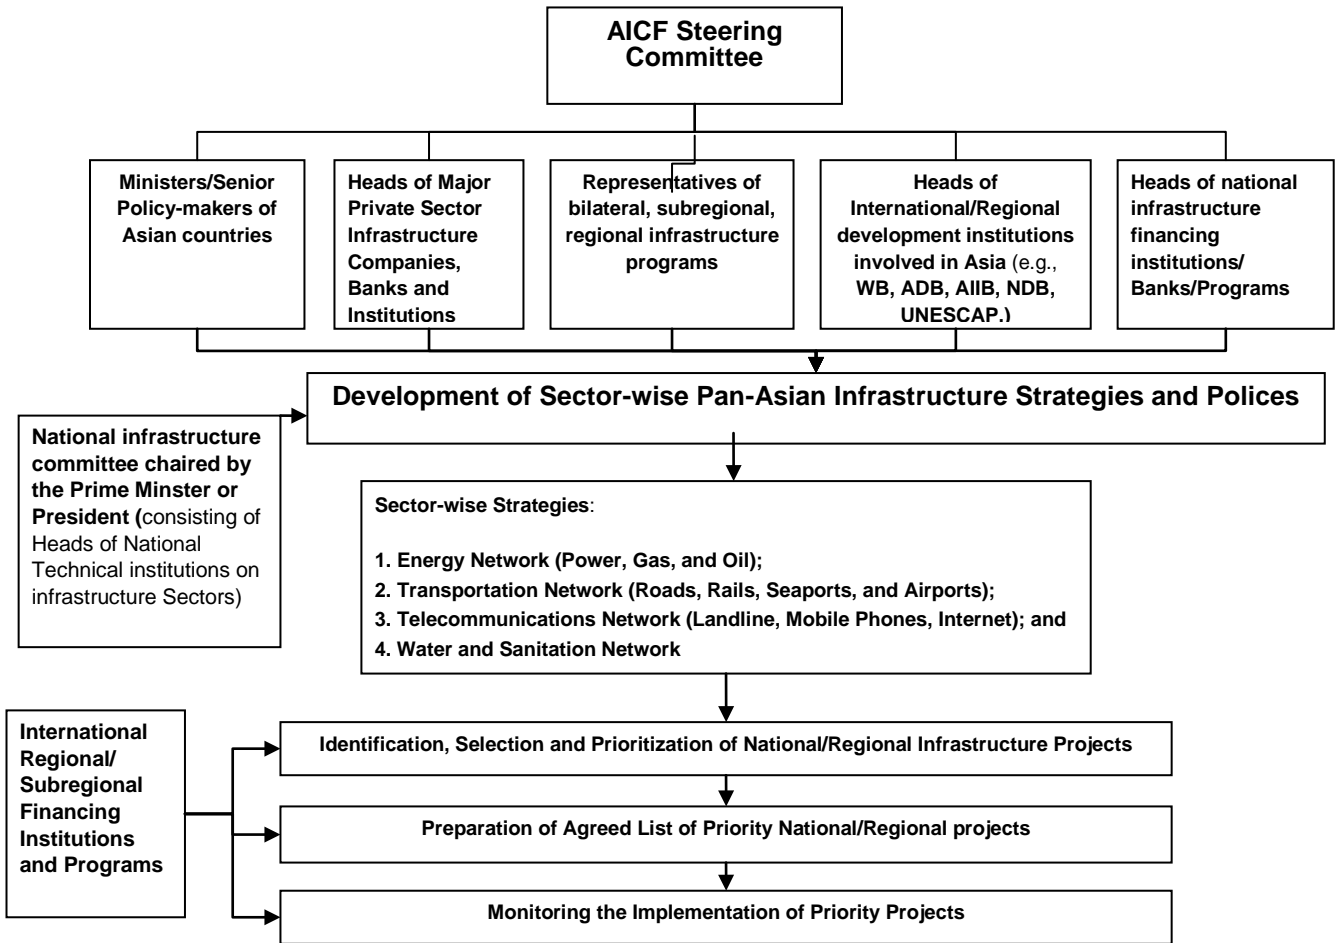 AICF Steering
Committee
Ministers/Senior
Policy-makers of
Asian countries
Heads of Major
Private Sector
Infrastructure
Companies,
Banks and
Institutions
Representatives of
bilateral, subregional,
regional infrastructure
programs
Heads of
International/Regional
development institutions
involved in Asia (e.g.,
WB, ADB, AIIB, NDB,
UNESCAP.)
Heads of national
infrastructure
financing
institutions/
Banks/Programs
Development of Sector-wise Pan-Asian Infrastructure Strategies and Polices
National infrastructure
committee chaired by
the Prime Minster or
President (consisting of
Heads of National
Technical institutions on
infrastructure Sectors)
Sector-wise Strategies:
1. Energy Network (Power, Gas, and Oil);
2. Transportation Network (Roads, Rails, Seaports, and Airports);
3. Telecommunications Network (Landline, Mobile Phones, Internet); and
4. Water and Sanitation Network
International
Regional/
Subregional
Financing
Institutions
and Programs
Identification, Selection and Prioritization of National/Regional Infrastructure Projects
Preparation of Agreed List of Priority National/Regional projects
Monitoring the Implementation of Priority Projects